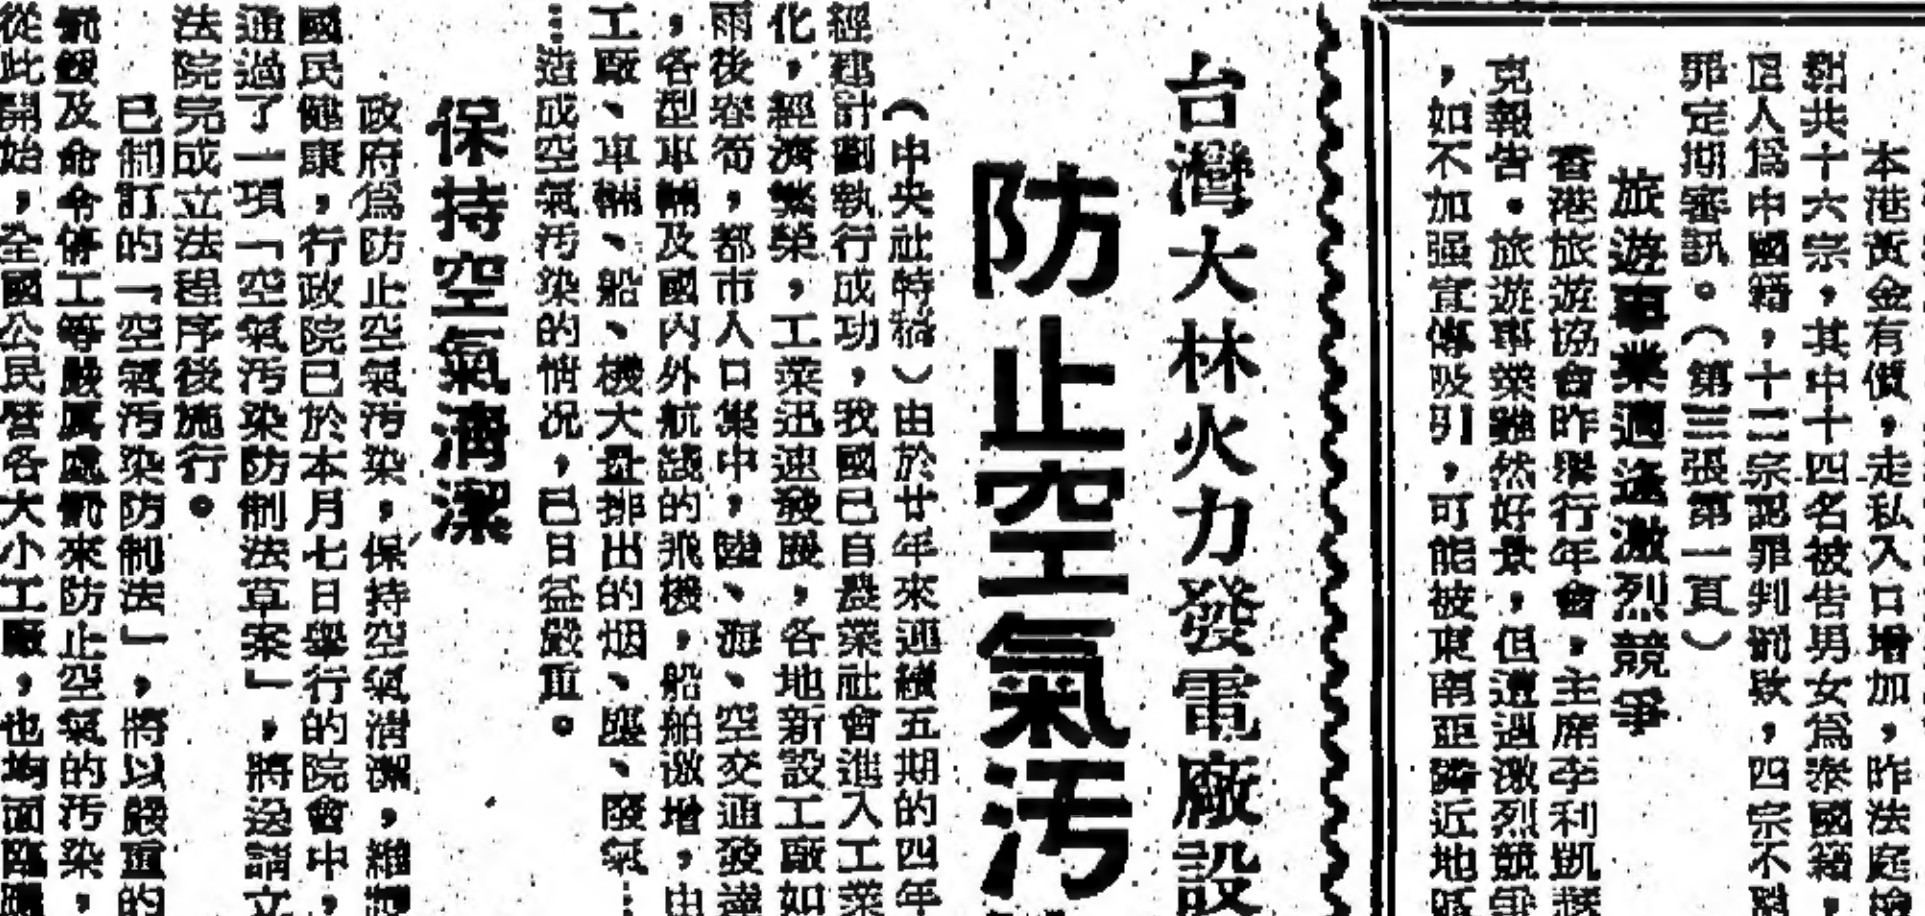 本港黃金有價，走私入口增加，昨法庭檢
共十六宗，其中十四名被告男女爲泰國籍，
人爲中國籍，十二宗認罪判罰欵，四宗不
罪定期審訊。（第三張第一頁）
旅遊事業遭遇激烈競爭
香港旅遊協會昨舉行年會，主席李利凱
克報告。旅遊事業雖然好景，但遭遇激烈競爭
，如不加強宣傳吸引，可能被東南亞鄰近地區
台灣大林火力發電廠設
防止空氣汚
（中央社特稿）由於廿年來連續五期的四年
經建計劃執行成功，我國已自農業社會進入工業
化，經濟繁榮，工業迅速發展，各地新設工廠如
雨後春筍，都市人口集中，陸、海、空交通發達
，各型車輛及國內外航綫的飛機，船舶激增，由
工廠、車輛、船、機大量排出的烟、塵、廢氣…
…造成空氣汚染的情况，已日益嚴重。
保持空氣清潔
政府爲防止空氣汚染，保持空氣清潔，維護
國民健康，行政院已於本月七日舉行的院會中，
通過了一項「空氣汚染防制法草案」，將送請立
法院完成立法程序後施行。
已制訂的「空氣汚染防制法」，將以嚴重的
及命令停工等嚴厲處罰來防止空氣的汚染，
從此開始，全國公民營各大小工廠，也均面臨